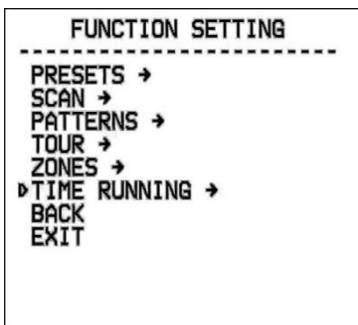 FUNCTION SETTING
PRESETS →
SCAN →
PATTERNS →
TOUR →
ZONES →
TIME RUNNING →
BACK
EXIT